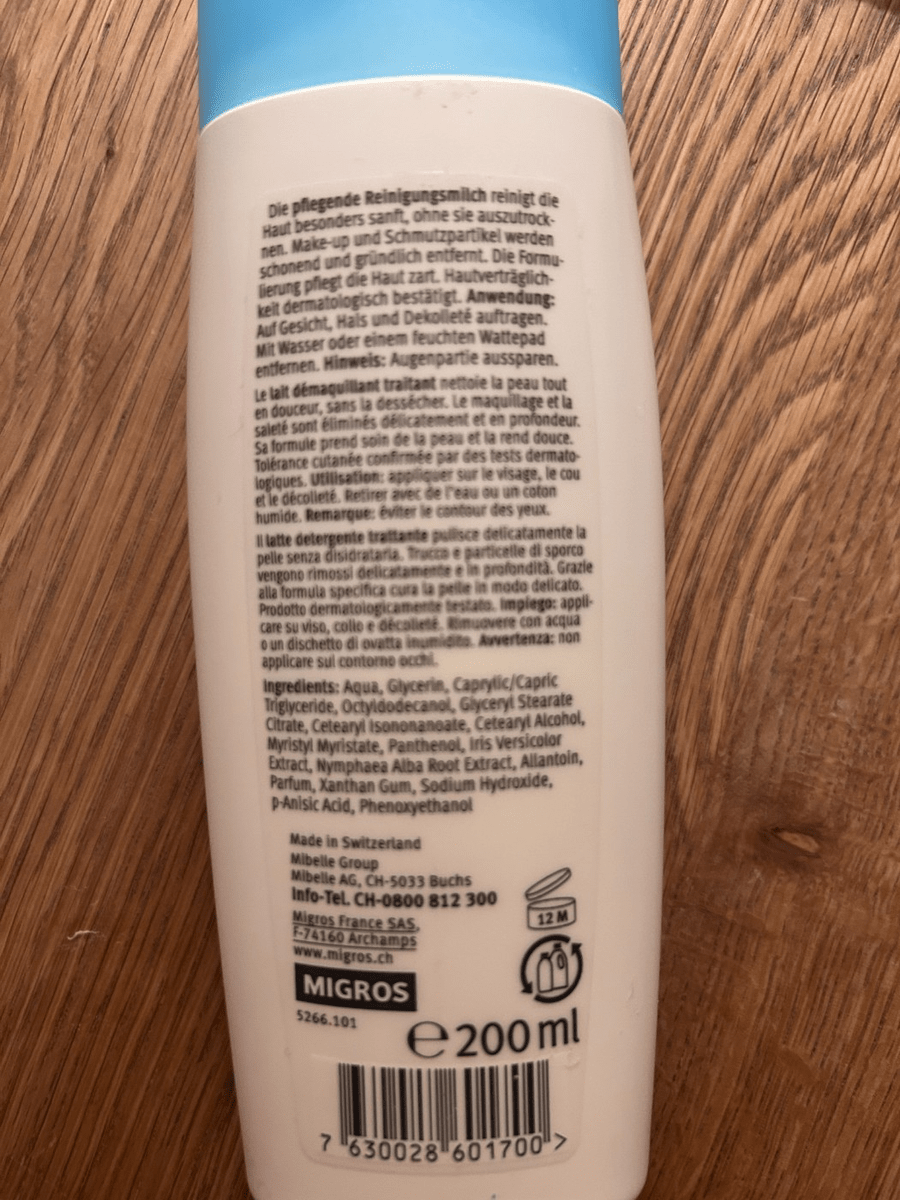 Die pflegende Reinigungsmilch reinigt die
Haut besonders sanft, ohne sie auszutrock-
nen. Make-up und Schmutzpartikel werden
schonend und gründlich entfernt. Die Formu-
lierung pflegt die Haut zart. Hautverträglich-
keit dermatologisch bestätigt. Anwendung:
Auf Gesicht, Hals und Dekolleté auftragen.
Mit Wasser oder einem feuchten Wattepad
entfernen. Hinweis: Augenpartie aussparen.
Le lait démaquillant traitant nettoie la peau tout
en douceur, sans la dessécher. Le maquillage et la
saleté sont éliminés délicatement et en profondeur.
Sa formule prend soin de la peau et la rend douce.
Tolérance cutanée confirmée par des tests dermato-
logiques. Utilisation: appliquer sur le visage, le cou
et le décolleté. Retirer avec de l'eau ou un coton
humide. Remarque: éviter le contour des yeux.
Il latte detergente trattante pulisce delicatamente la
pelle senza disidratarla. Trucco e particelle di sporco
vengono rimossi delicatamente e in profondità. Grazie
alla formula specifica cura la pelle in modo delicato.
Prodotto dermatologicamente testato. Impiego: appli-
care su viso, collo e décolleté. Rimuovere con acqua
o un dischetto di ovatta inumidito. Avvertenza: non
applicare sul contorno occhi.
Ingredients: Aqua, Glycerin, Caprylic/Capric
Triglyceride, Octyldodecanol, Glyceryl Stearate
Citrate, Cetearyl Isononanoate, Cetearyl Alcohol,
Myristyl Myristate, Panthenol, Iris Versicolor
Extract, Nymphaea Alba Root Extract, Allantoin,
Parfum, Xanthan Gum, Sodium Hydroxide,
p-Anisic Acid, Phenoxyethanol
Made in Switzerland
Mibelle Group
Mibelle AG, CH-5033 Buchs
Info-Tel. CH-0800 812 300
12 M
Migros France SAS,
F-74160 Archamps
www.migros.ch
MIGROS
5266.101
℮ 200 ml
7 630028 601700 >